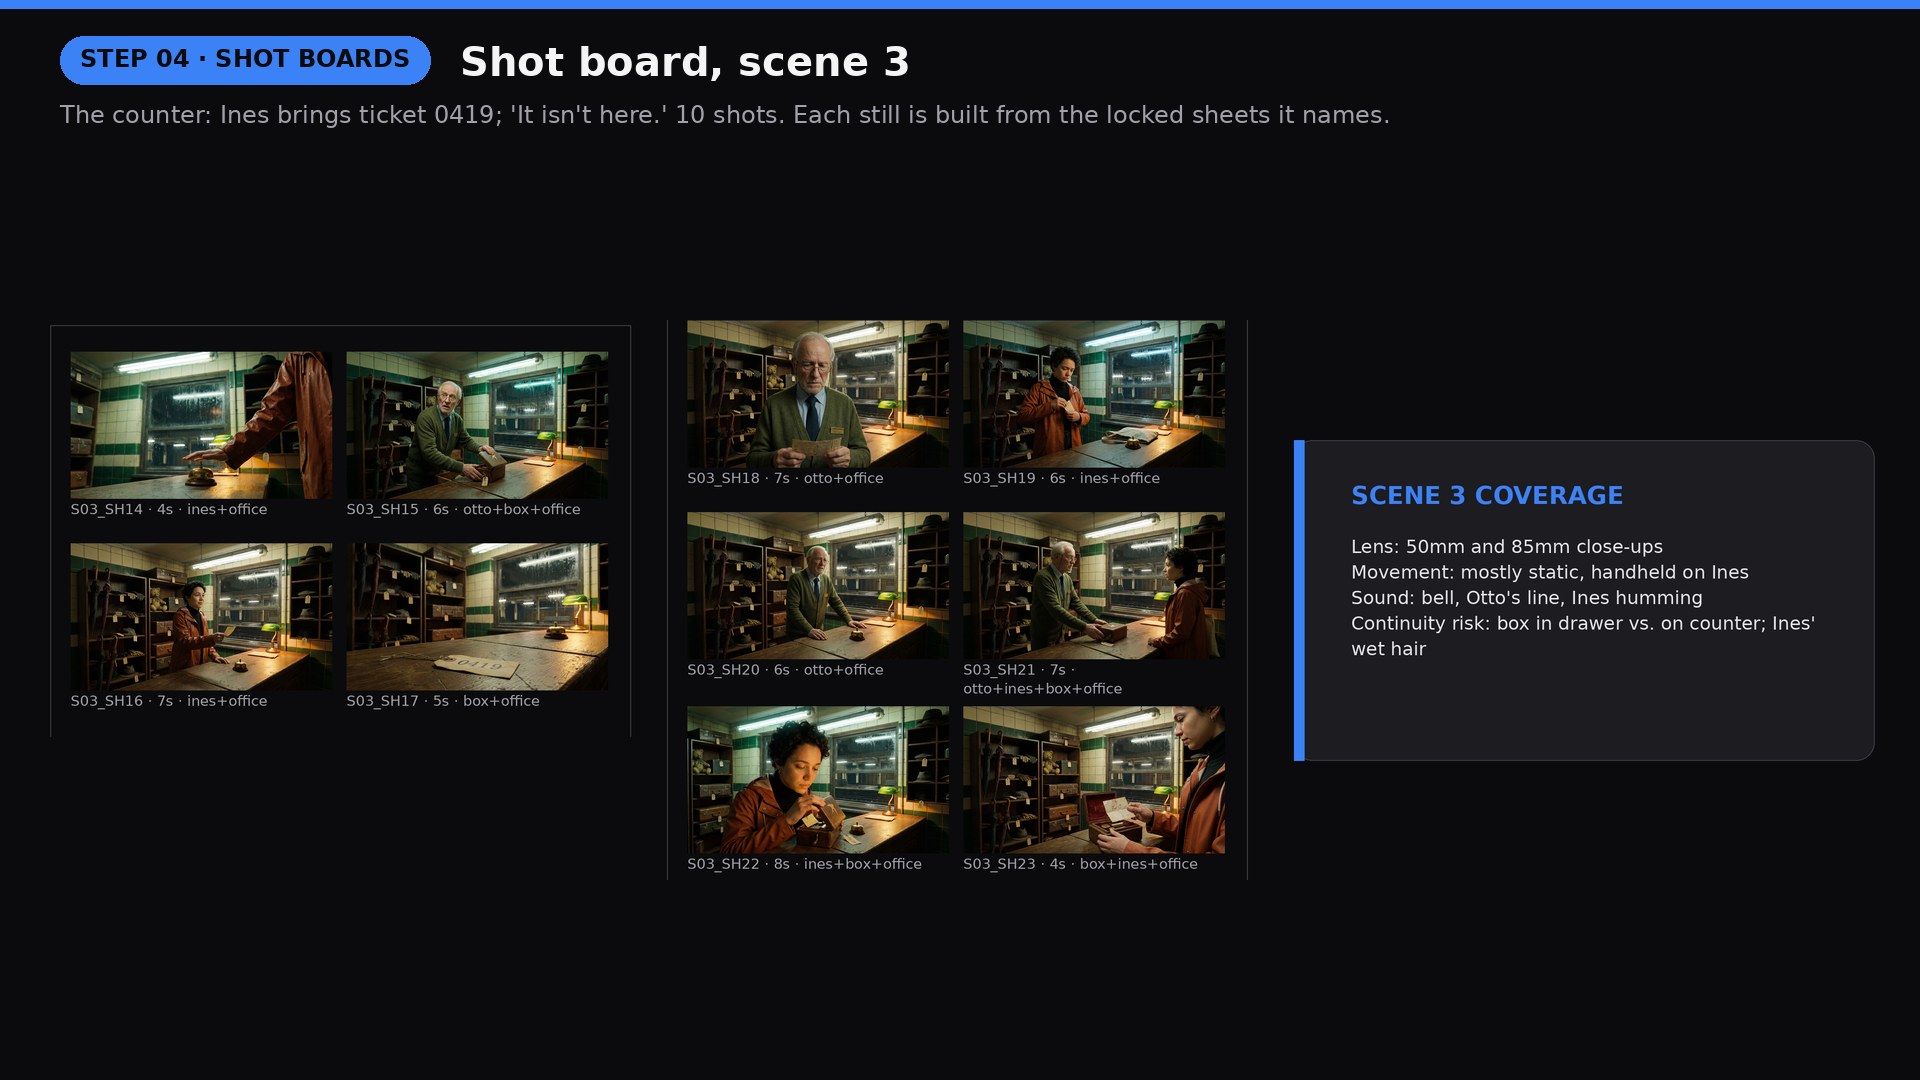 STEP 04 · SHOT BOARDS
Shot board, scene 3
The counter: Ines brings ticket 0419; 'It isn't here.' 10 shots. Each still is built from the locked sheets it names.
S03_SH14 · 4s · ines+office
S03_SH15 · 6s · otto+box+office
0419
S03_SH16 · 7s · ines+office
S03_SH17 · 5s · box+office
S03_SH18 · 7s · otto+office
S03_SH19 · 6s · ines+office
S03_SH20 · 6s · otto+office
S03_SH21 · 7s ·
otto+ines+box+office
S03_SH22 · 8s · ines+box+office
S03_SH23 · 4s · box+ines+office
SCENE 3 COVERAGE
Lens: 50mm and 85mm close-ups
Movement: mostly static, handheld on Ines
Sound: bell, Otto's line, Ines humming
Continuity risk: box in drawer vs. on counter; Ines'
wet hair